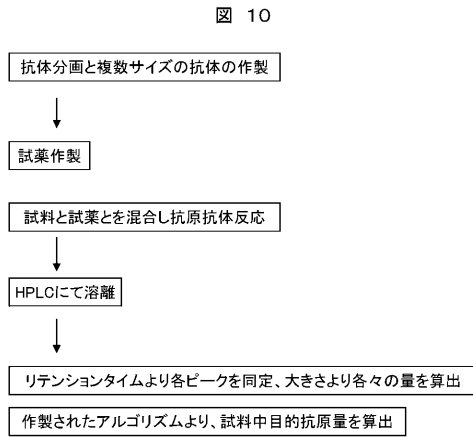 図 10
抗体分画と複数サイズの抗体の作製
試薬作製
試料と試薬とを混合し抗原抗体反応
HPLCにて溶離
リテンションタイムより各ピークを同定、大きさより各々の量を算出
作製されたアルゴリズムより、試料中目的抗原量を算出